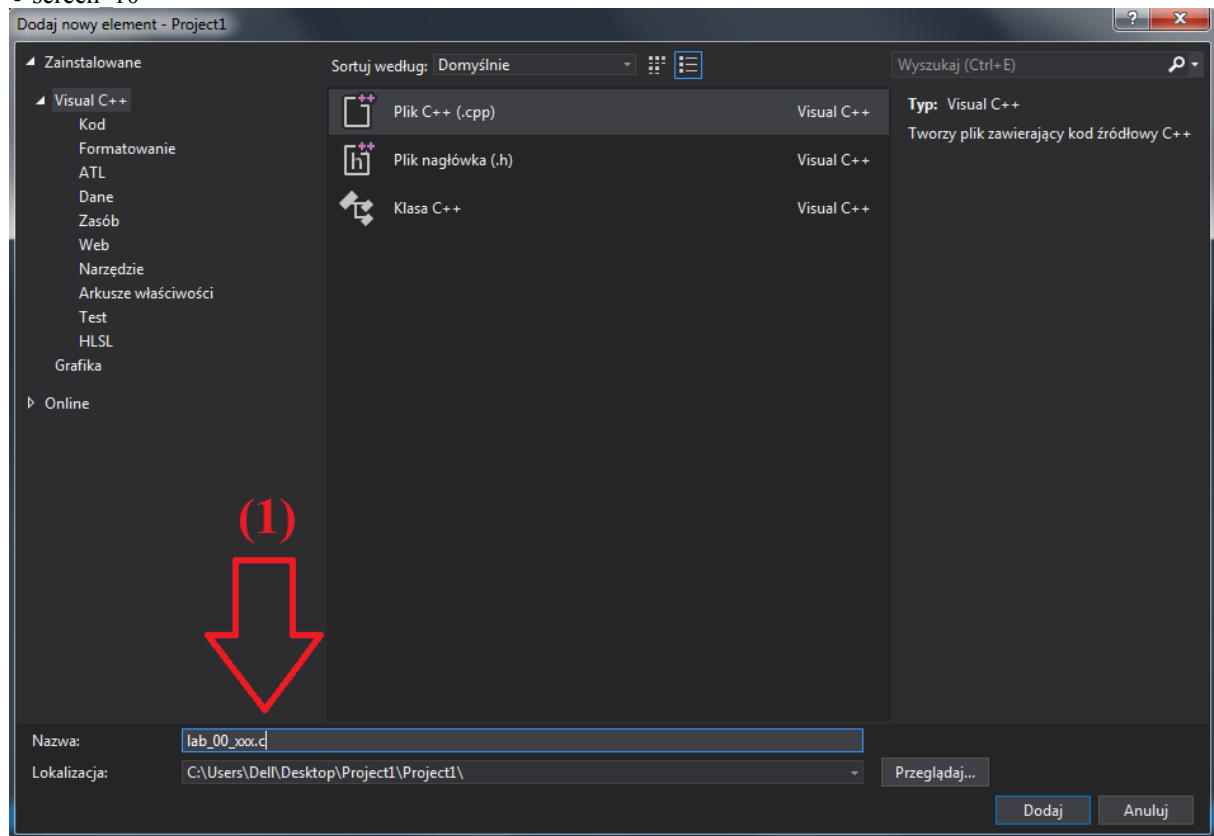 screen_10
Dodaj nowy element - Project1
Zainstalowane
Sortuj według: Domyślnie
Wyszukaj (Ctrl+E)
Visual C++
Kod
Formatowanie
ATL
Dane
Zasób
Web
Narzędzie
Arkusze właściwości
Test
HLSL
Grafika
Online
Plik C++ (.cpp) Visual C++
Plik nagłówka (.h) Visual C++
Klasa C++ Visual C++
Typ: Visual C++
Tworzy plik zawierający kod źródłowy C++
(1)
Nazwa: lab_00_xxx.c
Lokalizacja: C:\Users\Dell\Desktop\Project1\Project1\ Przeglądaj...
Dodaj Anuluj